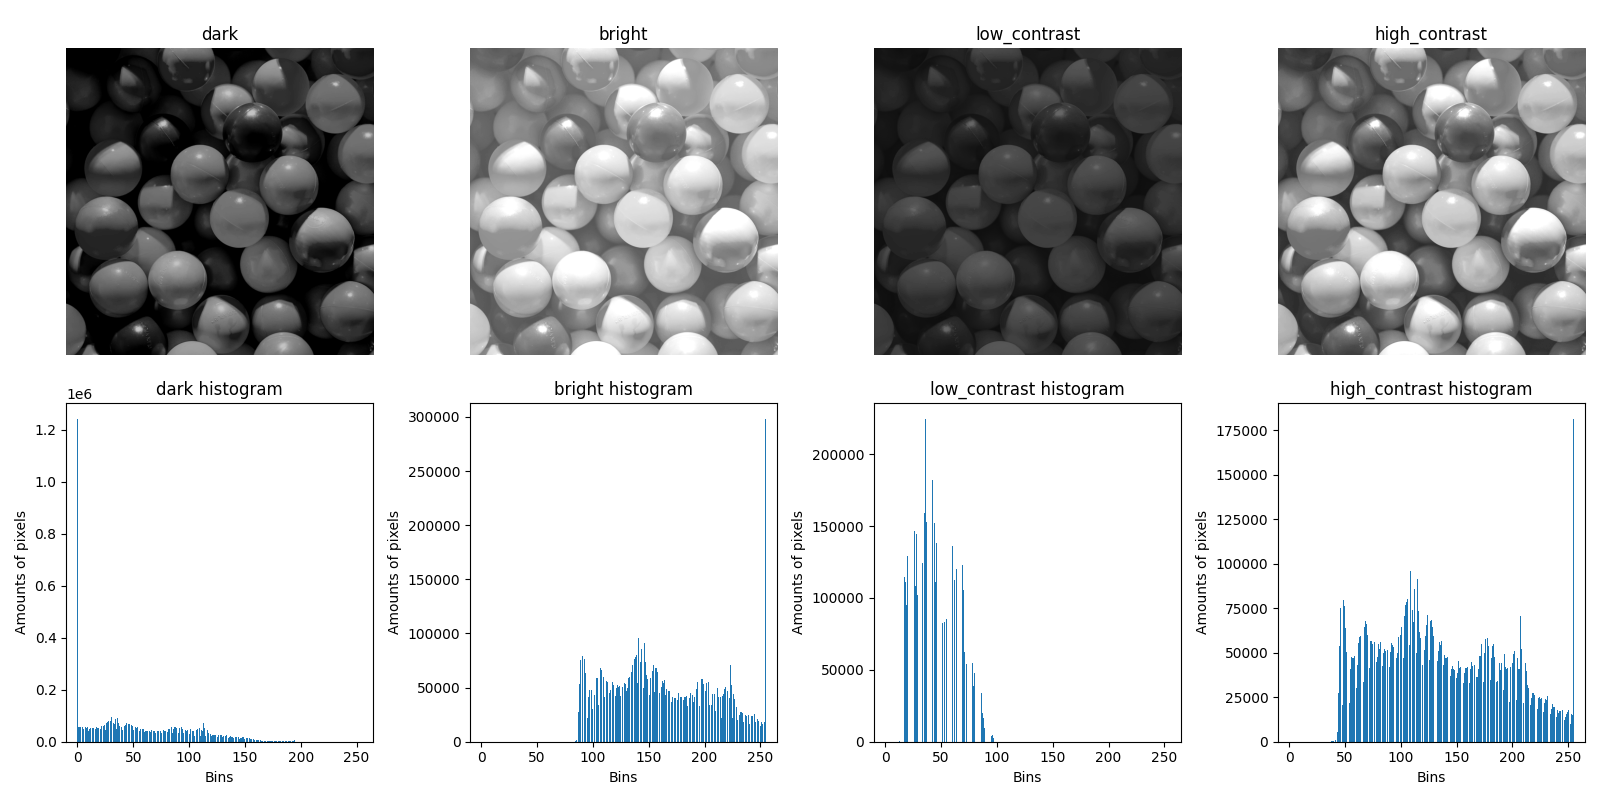 dark
bright
low_contrast
high_contrast
dark histogram
bright histogram
low_contrast histogram
high_contrast histogram
1e6
1.2
1.0
0.8
0.6
0.4
0.2
0.0
Amounts of pixels
0 50 100 150 200 250
Bins
300000
250000
200000
150000
100000
50000
0
Amounts of pixels
0 50 100 150 200 250
Bins
200000
150000
100000
50000
0
Amounts of pixels
0 50 100 150 200 250
Bins
175000
150000
125000
100000
75000
50000
25000
0
Amounts of pixels
0 50 100 150 200 250
Bins